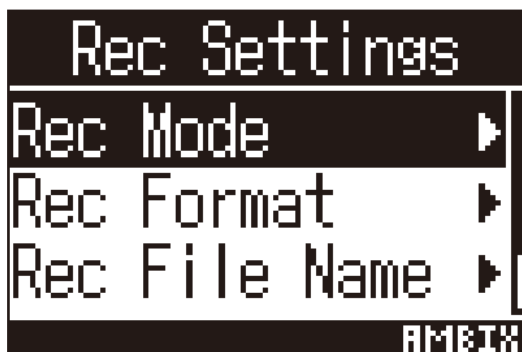 Rec Settings
Rec Mode
Rec Format
Rec File Name
AMBIX